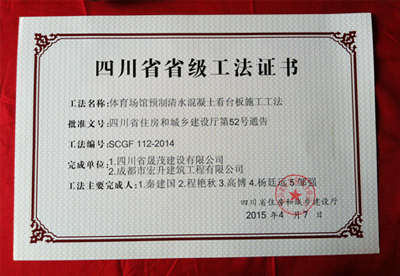 四川省省级工法证书
工法名称:体育场馆预制清水混凝土看台板施工工法
批准文号:四川省住房和城乡建设厅第52号通告
工法编号:SCGF 112-2014
完成单位:1.四川省晟茂建设有限公司
2.成都市宏升建筑工程有限公司
工法主要完成人:1.秦建国 2.程艳秋 3.高博 4.杨廷远 5.邹强
四川省住房和城乡建设厅
2015 年 4 月 7 日